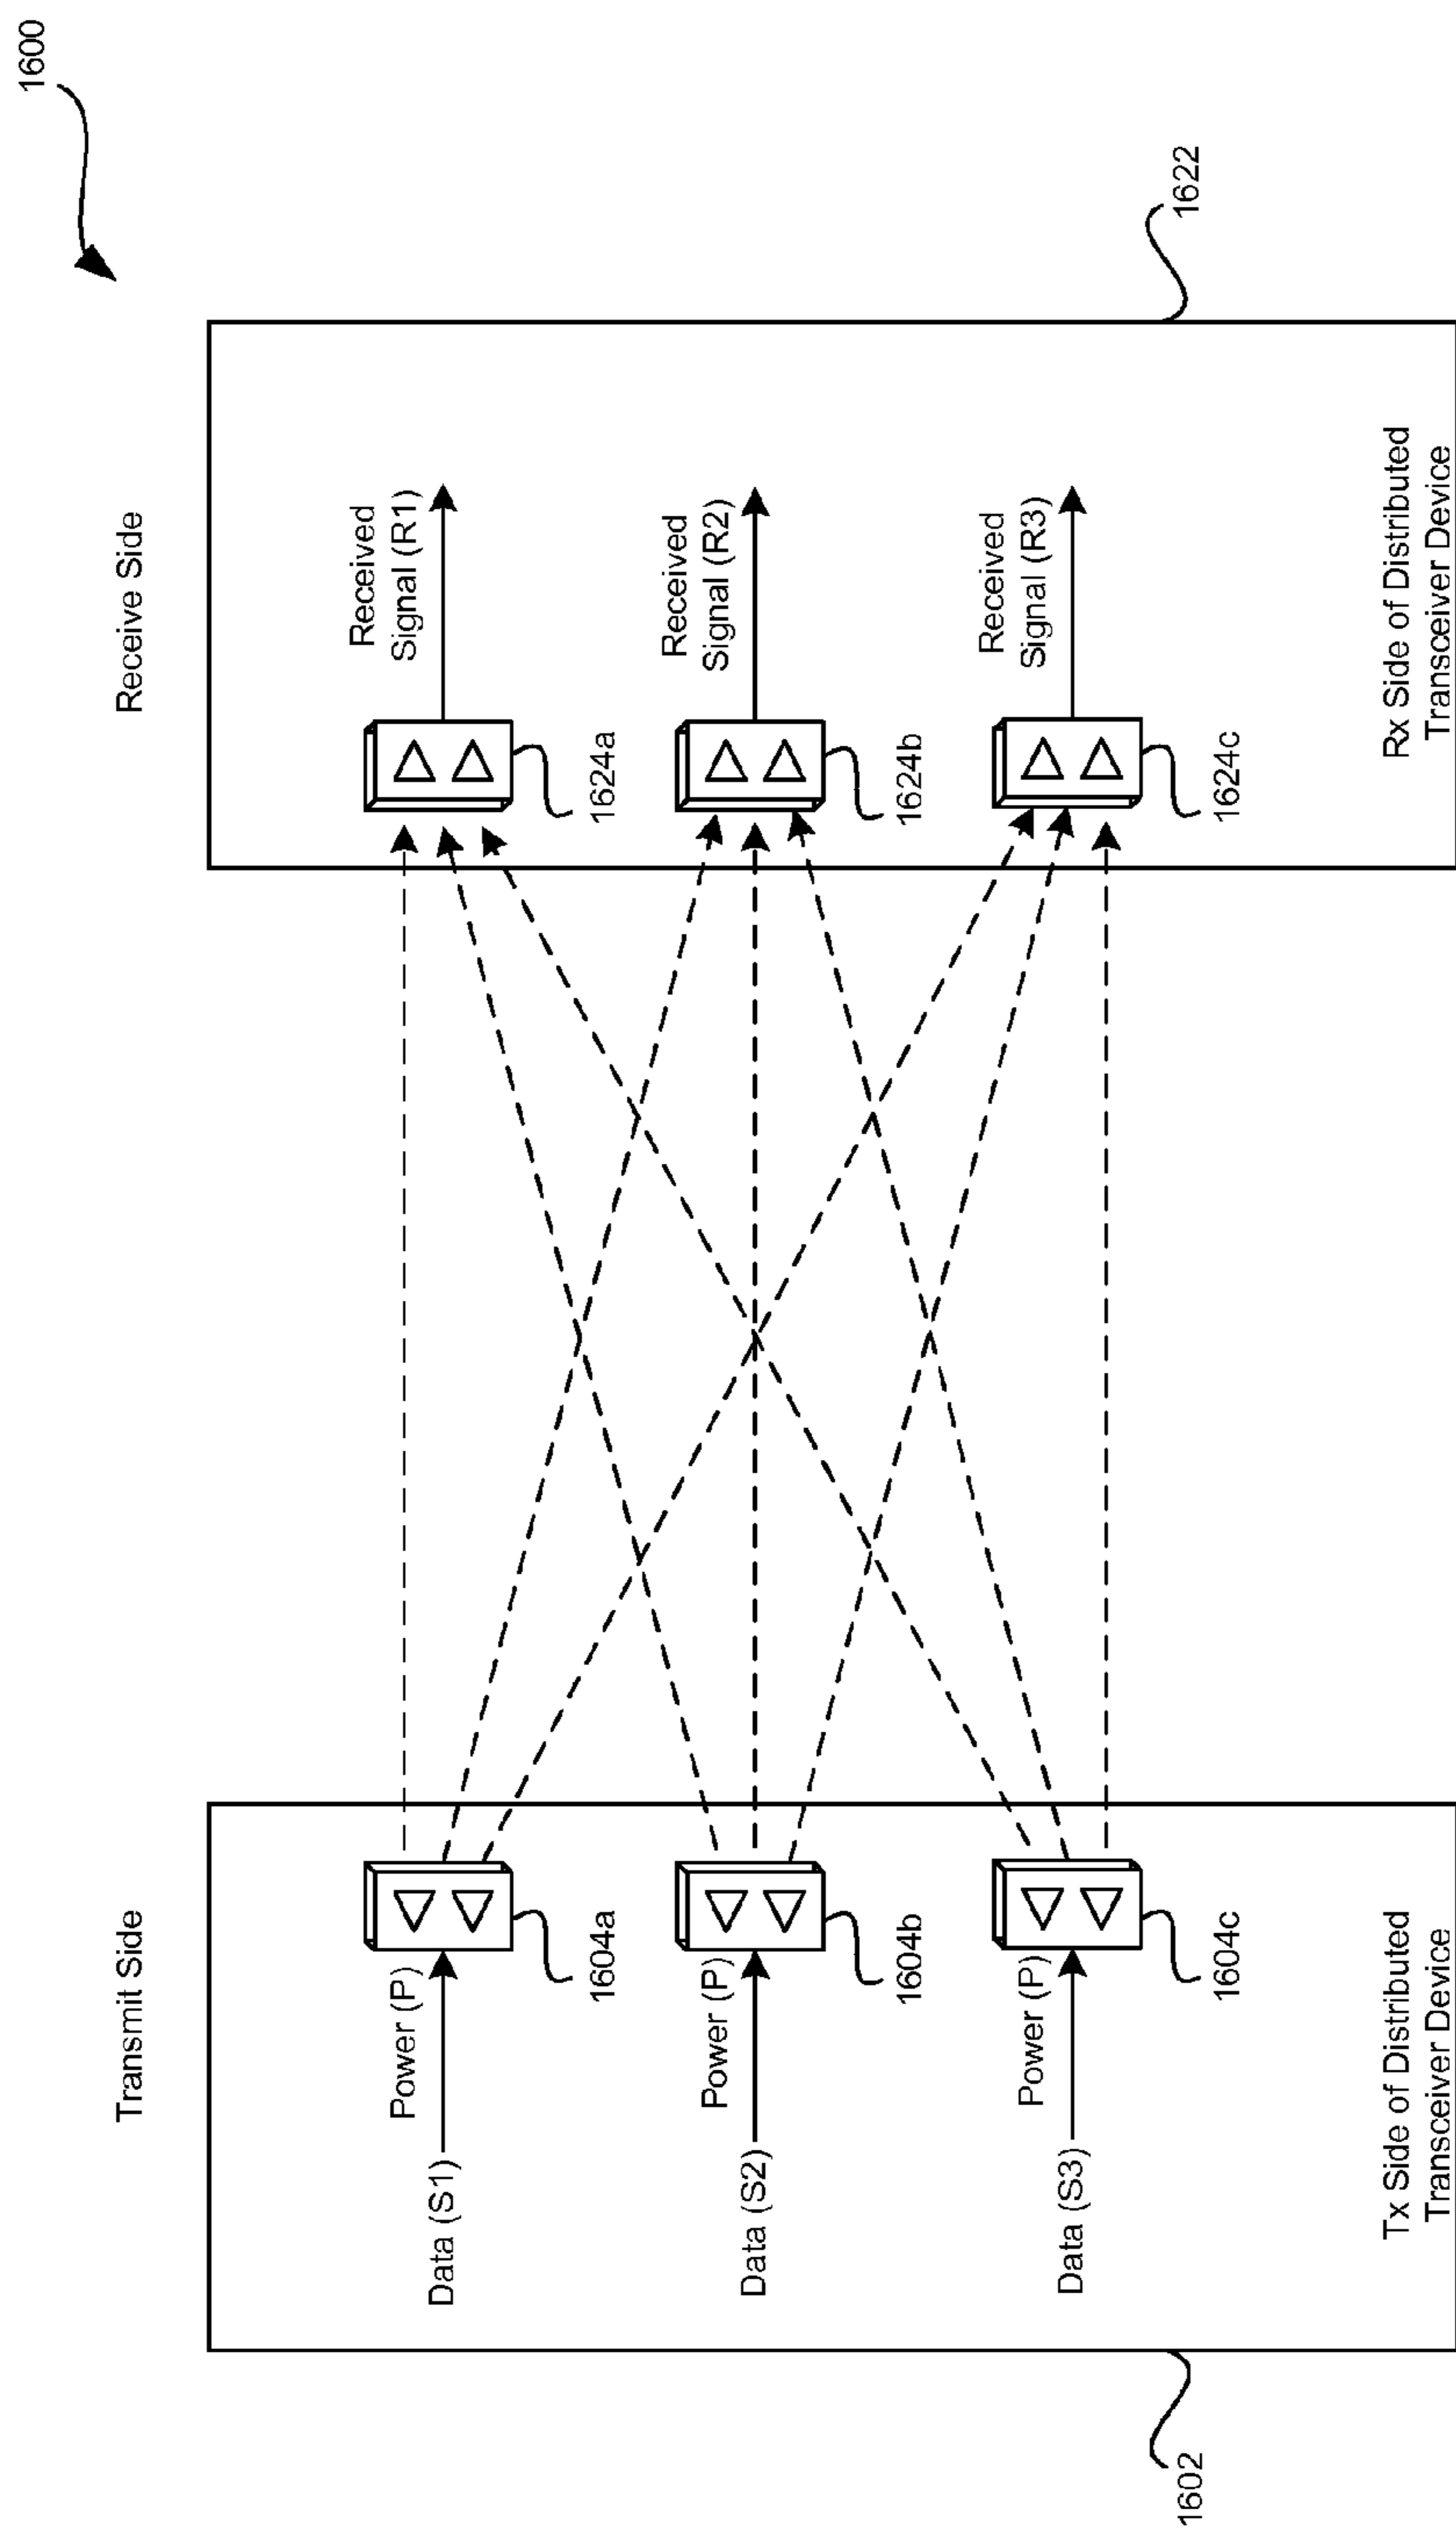 1600
Transmit Side
Receive Side
Data (S1)
Power (P)
1604a
Received
Signal (R1)
1624a
Data (S2)
Power (P)
1604b
Received
Signal (R2)
1624b
Data (S3)
Power (P)
1604c
Received
Signal (R3)
1624c
Tx Side of Distributed
Transceiver Device
Rx Side of Distributed
Transceiver Device
1602
1622